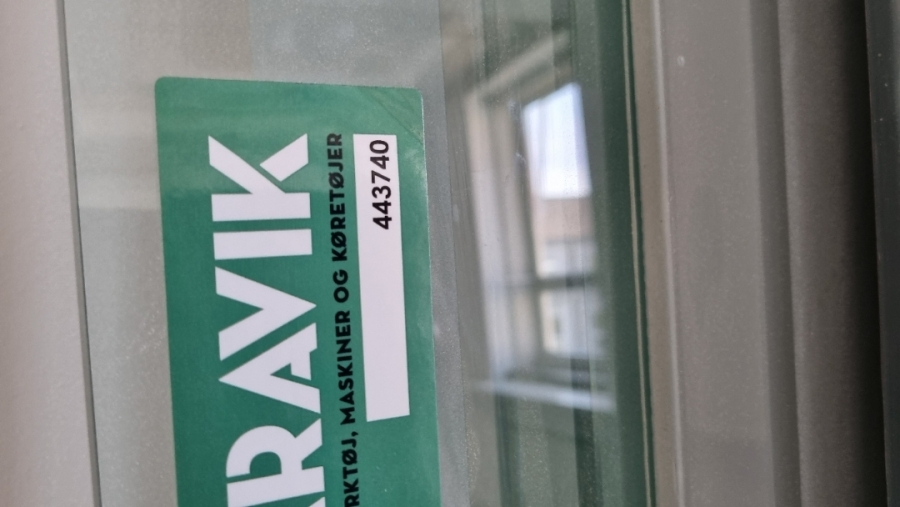 RAVIK
RKTØJ, MASKINER OG KØRETØJER
443740